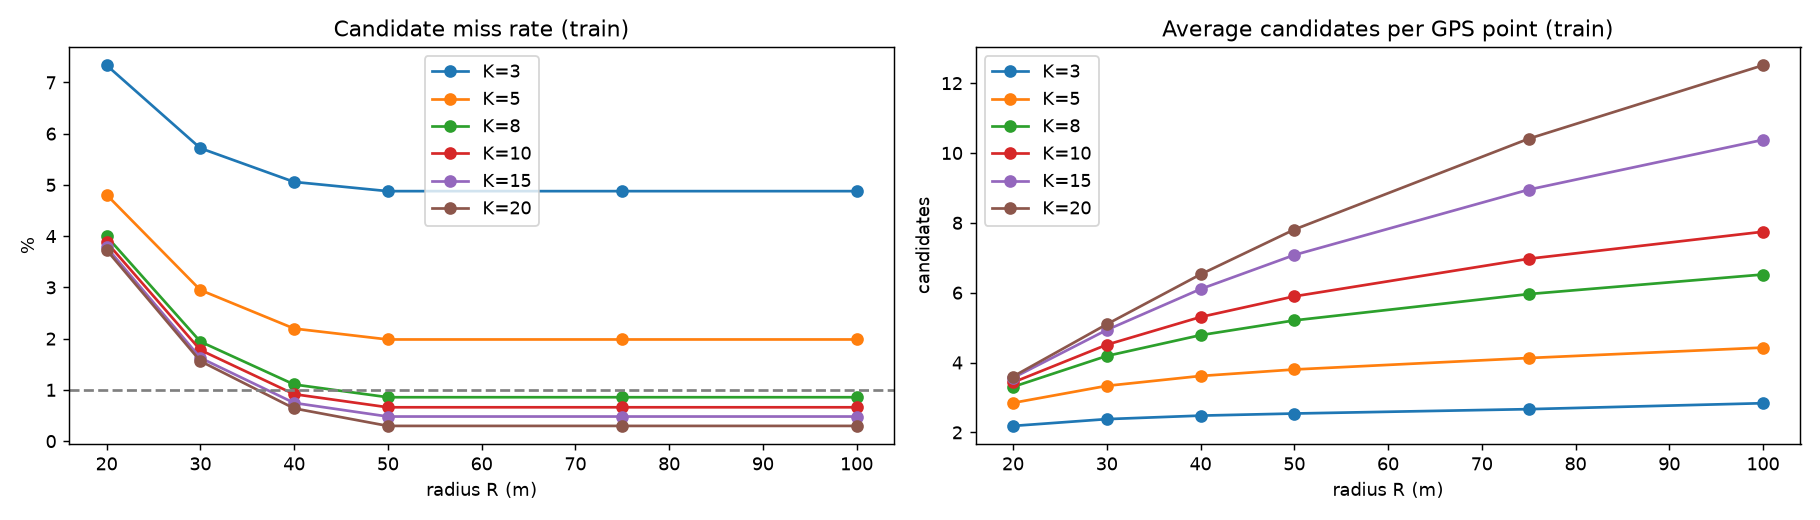 Candidate miss rate (train)
%
7
6
5
4
3
2
1
0
K=3
K=5
K=8
K=10
K=15
K=20
20 30 40 50 60 70 80 90 100
radius R (m)
Average candidates per GPS point (train)
candidates
12
10
8
6
4
2
K=3
K=5
K=8
K=10
K=15
K=20
20 30 40 50 60 70 80 90 100
radius R (m)